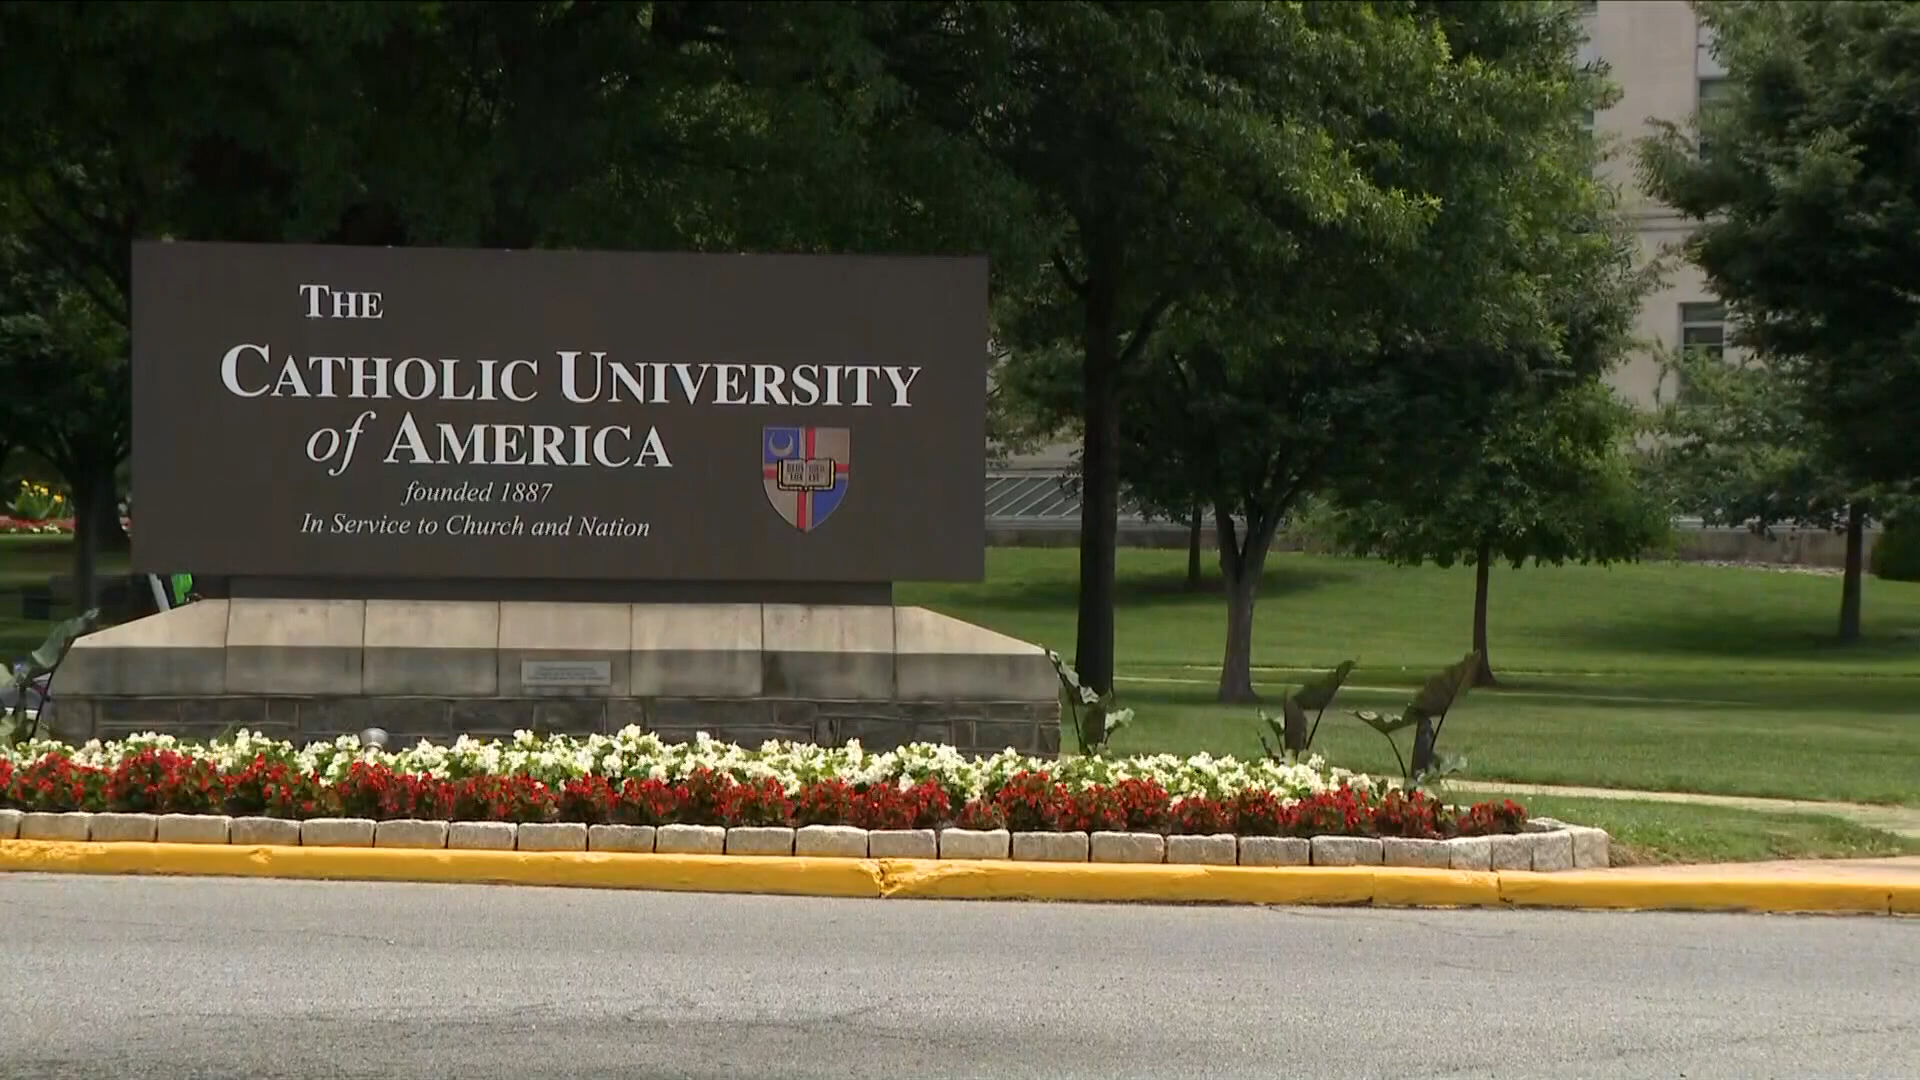 THE
CATHOLIC UNIVERSITY
of AMERICA
founded 1887
In Service to Church and Nation